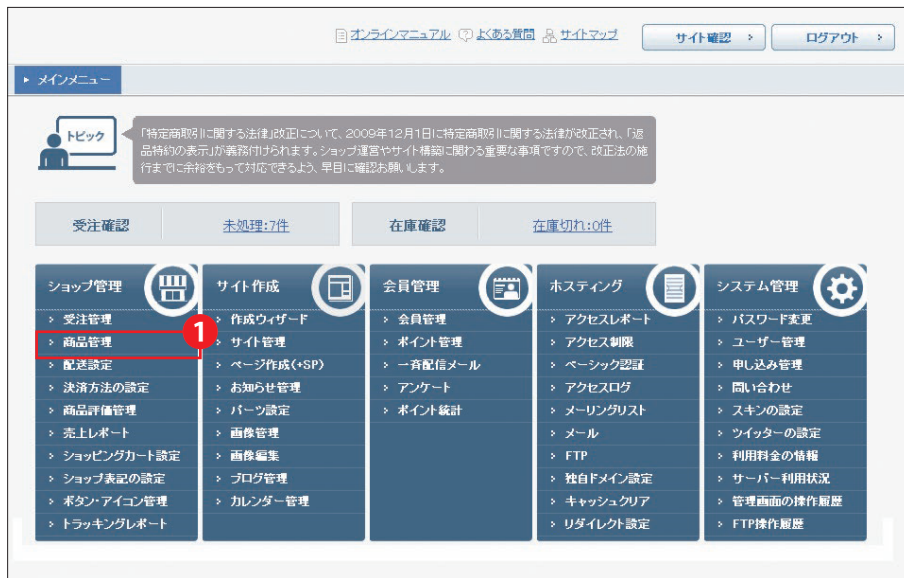 オンラインマニュアル よくある質問 サイトマップ サイト確認 ログアウト
メインメニュー
トピック
「特定商取引に関する法律」改正について、2009年12月1日に特定商取引に関する法律が改正され、「返
品特約の表示」が義務付けられます。ショップ運営やサイト構築に関わる重要な事項ですので、改正法の施
行までに余裕をもって対応できるよう、早目に確認お願いします。
受注確認 未処理:7件 在庫確認 在庫切れ:0件
ショップ管理
受注管理
1
商品管理
配送設定
決済方法の設定
商品評価管理
売上レポート
ショッピングカート設定
ショップ表記の設定
ボタン・アイコン管理
トラッキングレポート
サイト作成
作成ウィザード
サイト管理
ページ作成(+SP)
お知らせ管理
パーツ設定
画像管理
画像編集
ブログ管理
カレンダー管理
会員管理
会員管理
ポイント管理
一斉配信メール
アンケート
ポイント統計
ホスティング
アクセスレポート
アクセス制限
ベーシック認証
アクセスログ
メーリングリスト
メール
FTP
独自ドメイン設定
キャッシュクリア
リダイレクト設定
システム管理
パスワード変更
ユーザー管理
申し込み管理
問い合わせ
スキンの設定
ツイッターの設定
利用料金の情報
サーバー利用状況
管理画面の操作履歴
FTP操作履歴